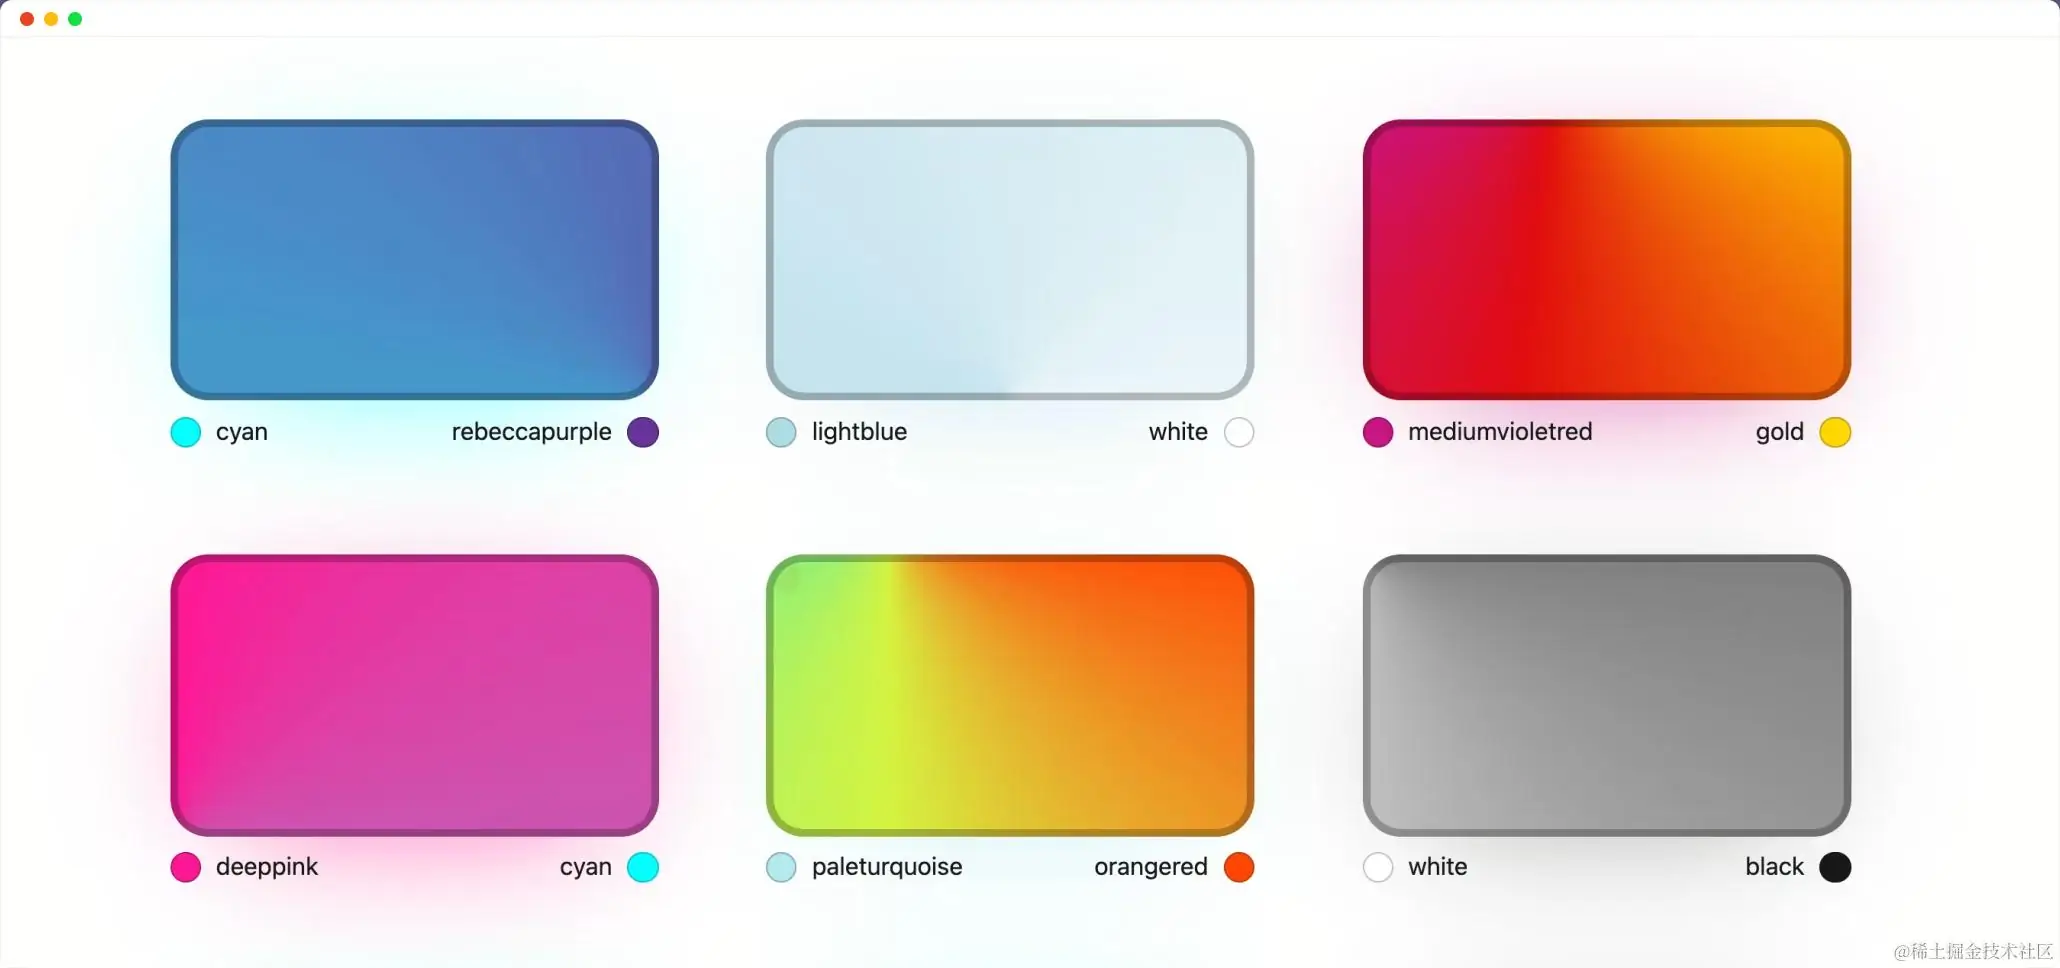 cyan rebeccapurple
lightblue white
mediumvioletred gold
deeppink cyan
paleturquoise orangered
white black
@稀土掘金技术社区